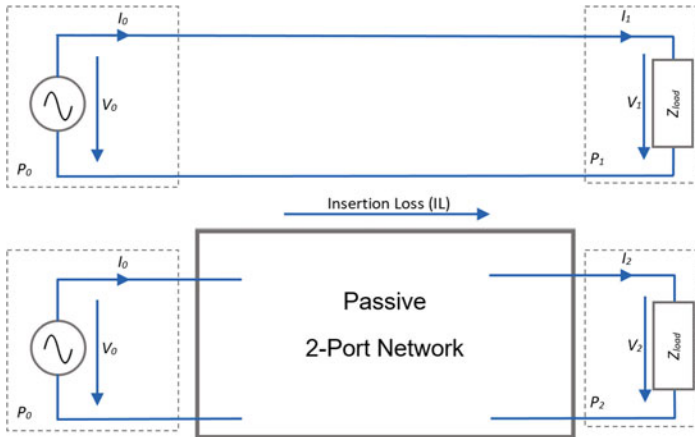 I0
I1
V0
V1
Zload
P0
P1
Insertion Loss (IL)
I0
I2
Passive
2-Port Network
V0
V2
Zload
P0
P2